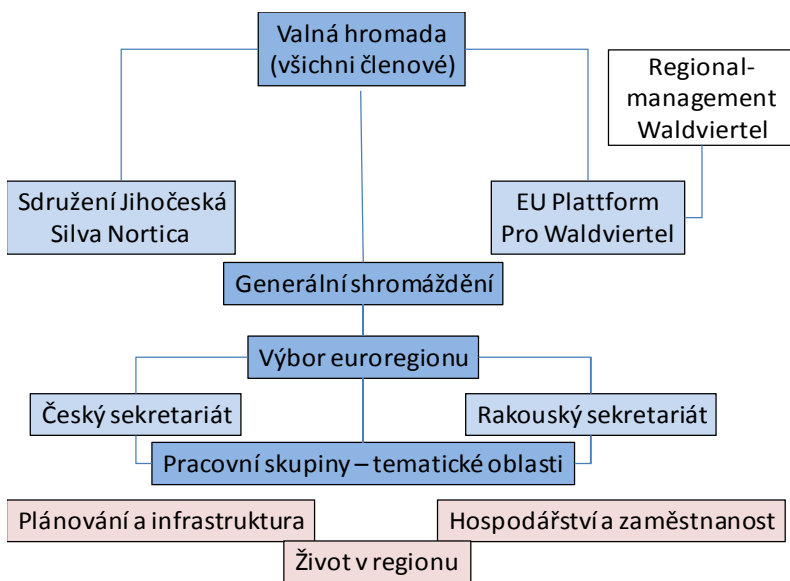 Valná hromada
(všichni členové)
Regional-
management
Waldviertel
Sdružení Jihočeská
Silva Nortica
EU Plattform
Pro Waldviertel
Generální shromáždění
Výbor euroregionu
Český sekretariát
Rakouský sekretariát
Pracovní skupiny – tematické oblasti
Plánování a infrastruktura
Hospodářství a zaměstnanost
Život v regionu